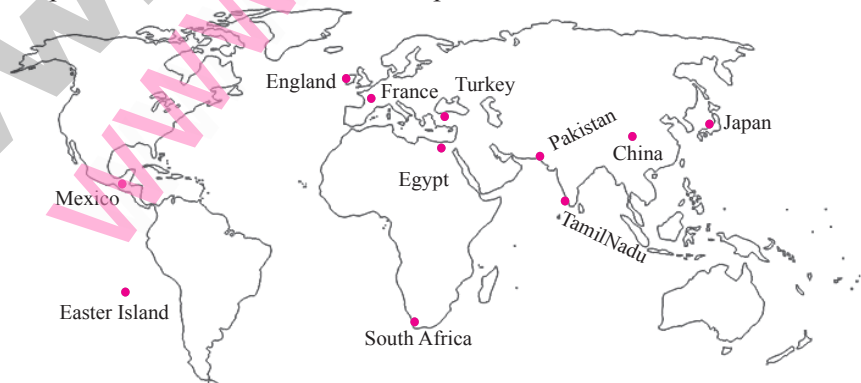 England
France
Turkey
Pakistan
Japan
China
Egypt
Mexico
TamilNadu
Easter Island
South Africa